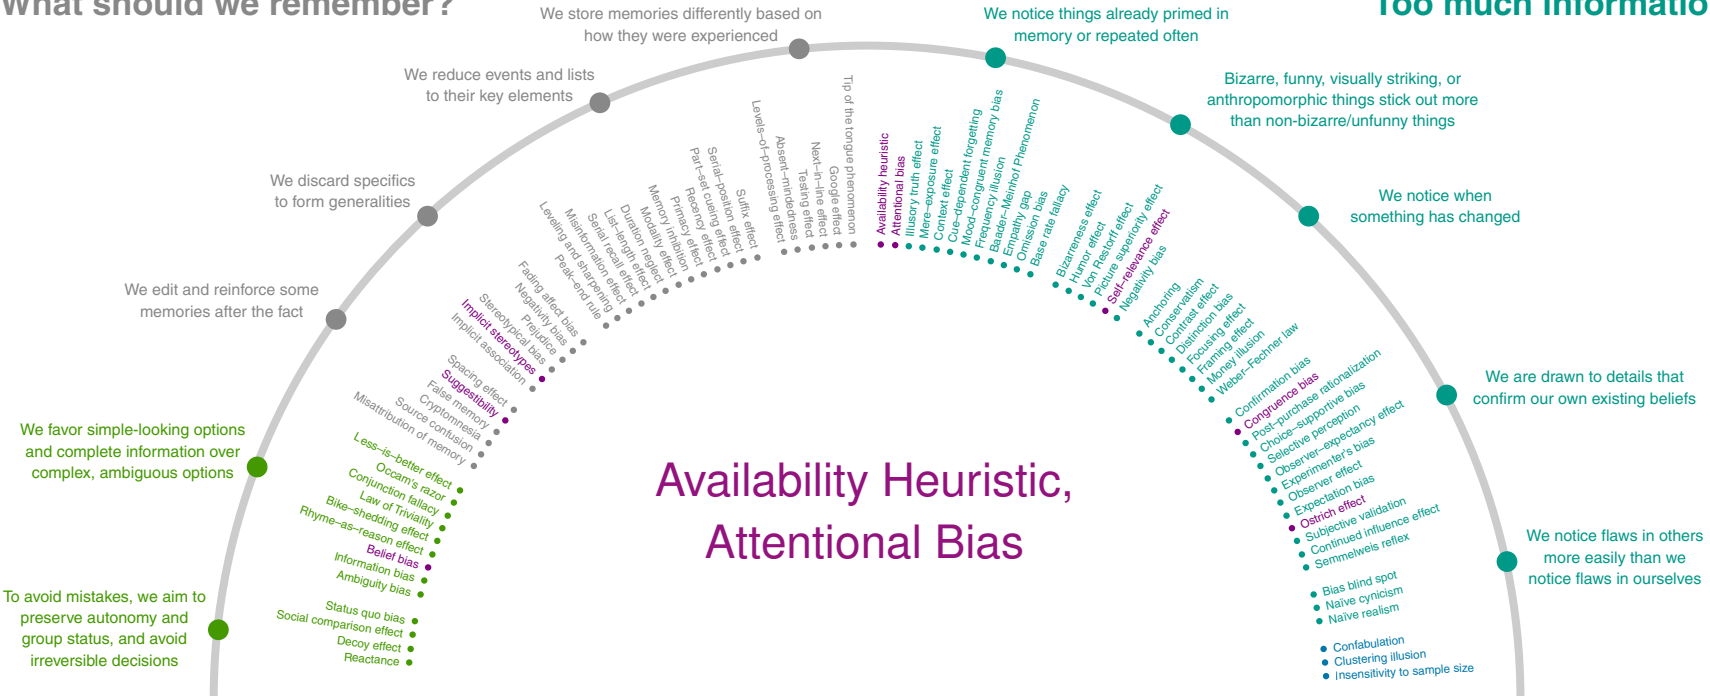 What should we remember?
Too much informatio
We store memories differently based on
how they were experienced
We notice things already primed in
memory or repeated often
We reduce events and lists
to their key elements
Bizarre, funny, visually striking, or
anthropomorphic things stick out more
than non-bizarre/unfunny things
We discard specifics
to form generalities
We notice when
something has changed
We edit and reinforce some
memories after the fact
We are drawn to details that
confirm our own existing beliefs
We favor simple-looking options
and complete information over
complex, ambiguous options
We notice flaws in others
more easily than we
notice flaws in ourselves
To avoid mistakes, we aim to
preserve autonomy and
group status, and avoid
irreversible decisions
Reactance
Decoy effect
Social comparison effect
Status quo bias
Ambiguity bias
Information bias
Belief bias
Rhyme–as–reason effect
Bike–shedding effect
Law of Triviality
Conjunction fallacy
Occam's razor
Less–is–better effect
Misattribution of memory
Source confusion
Cryptomnesia
False memory
Suggestibility
Spacing effect
Implicit association
Implicit stereotypes
Stereotypical bias
Prejudice
Negativity bias
Fading affect bias
Peak–end rule
Leveling and sharpening
Misinformation effect
Serial recall effect
List–length effect
Duration neglect
Modality effect
Memory inhibition
Primacy effect
Recency effect
Part–set cueing effect
Serial–position effect
Suffix effect
Levels–of–processing effect
Absent–mindedness
Testing effect
Next–in–line effect
Google effect
Tip of the tongue phenomenon
Availability heuristic
Attentional bias
Illusory truth effect
Mere–exposure effect
Context effect
Cue–dependent forgetting
Mood–congruent memory bias
Frequency illusion
Baader–Meinhof Phenomenon
Empathy gap
Omission bias
Base rate fallacy
Bizarreness effect
Humor effect
Von Restorff effect
Picture superiority effect
Self–relevance effect
Negativity bias
Anchoring
Conservatism
Contrast effect
Distinction bias
Focusing effect
Framing effect
Money illusion
Weber–Fechner law
Confirmation bias
Congruence bias
Post–purchase rationalization
Choice–supportive bias
Selective perception
Observer–expectancy effect
Experimenter's bias
Observer effect
Expectation bias
Ostrich effect
Subjective validation
Continued influence effect
Semmelweis reflex
Bias blind spot
Naïve cynicism
Naïve realism
Confabulation
Clustering illusion
Insensitivity to sample size
Availability Heuristic,
Attentional Bias